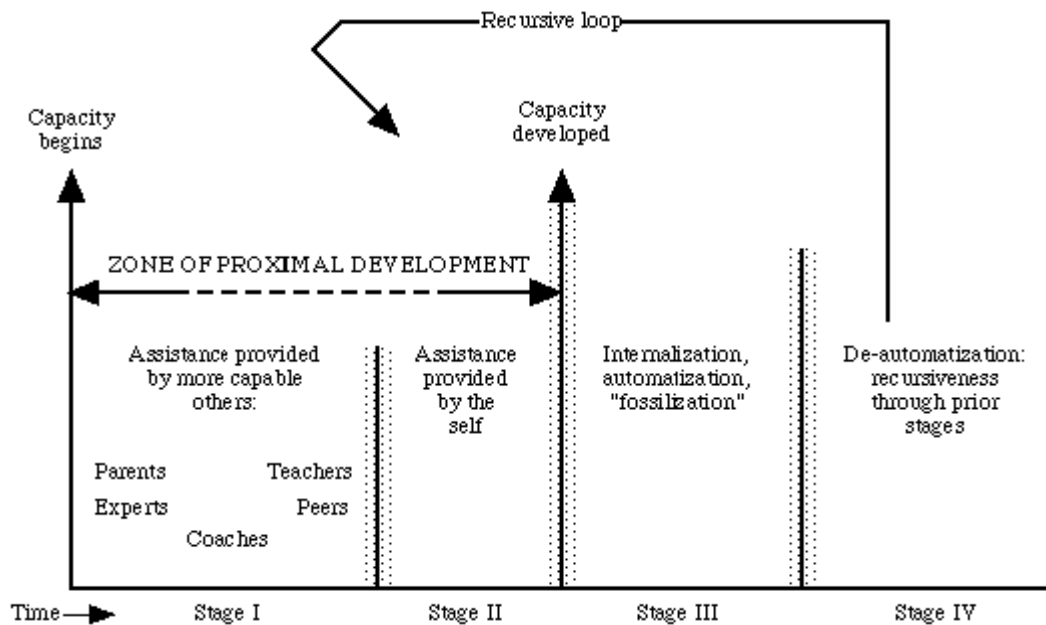 Recursive loop
Capacity
begins
Capacity
developed
ZONE OF PROXIMAL DEVELOPMENT
Assistance provided
by more capable
others:
Parents
Teachers
Experts
Peers
Coaches
Assistance
provided
by the
self
Internalization,
automatization,
"fossilization"
De-automatization:
recursiveness
through prior
stages
Time
Stage I
Stage II
Stage III
Stage IV